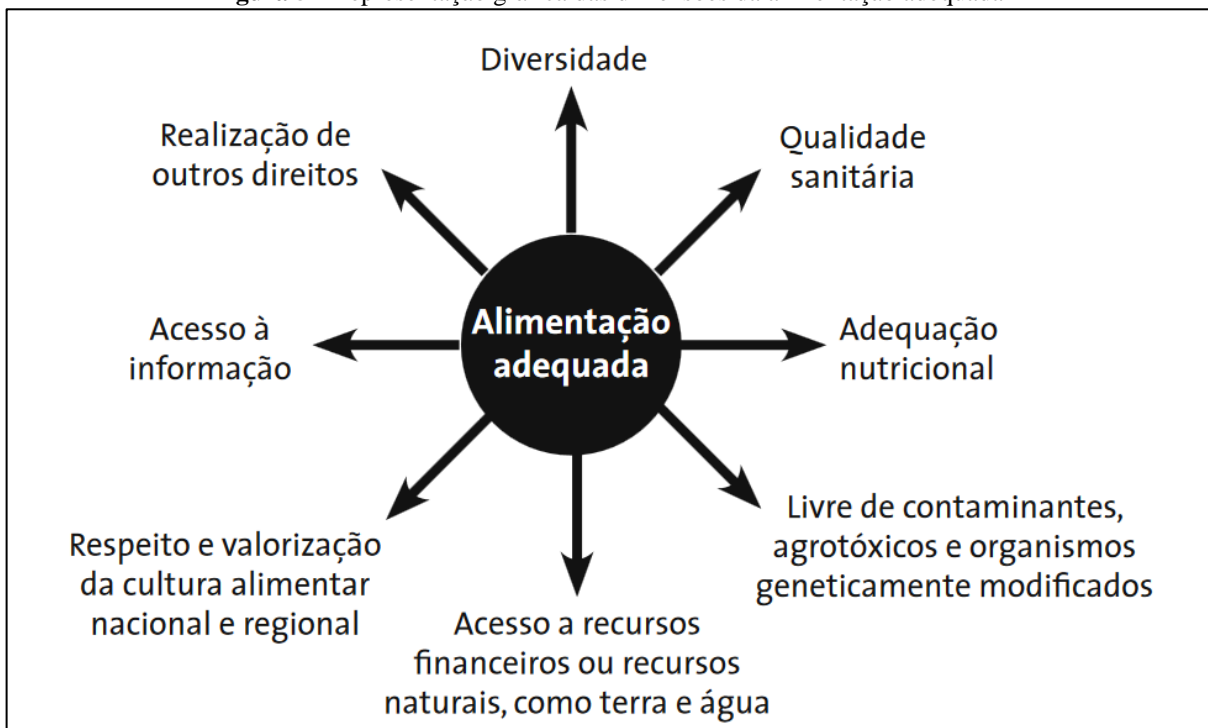 Diversidade
Realização de
outros direitos
Qualidade
sanitária
Acesso à
informação
Alimentação
adequada
Adequação
nutricional
Respeito e valorização
da cultura alimentar
nacional e regional
Livre de contaminantes,
agrotóxicos e organismos
geneticamente modificados
Acesso a recursos
financeiros ou recursos
naturais, como terra e água